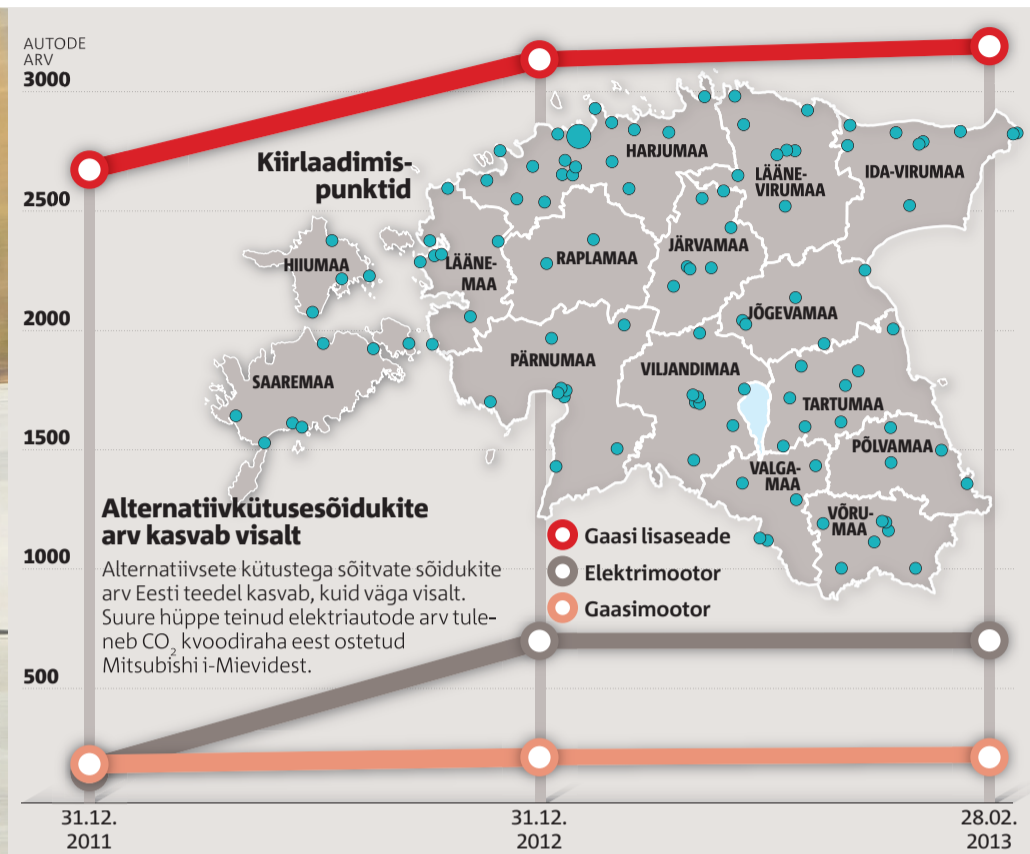 AUTODE
ARV
3000
2500
2000
1500
1000
500
Kiirlaadimis-
punktid
HARJUMAA
LÄÄNE-
VIRUMAA
IDA-VIRUMAA
HIIUMAA
LÄÄNE-
MAA
RAPLAMAA
JÄRVAMAA
JÕGEVAMAA
SAAREMAA
PÄRNUMAA
VILJANDIMAA
TARTUMAA
PÕLVAMAA
VALGA-
MAA
VÕRU-
MAA
Alternatiivkütusesõidukite
arv kasvab visalt
Alternatiivsete kütustega sõitvate sõidukite
arv Eesti teedel kasvab, kuid väga visalt.
Suure hüppe teinud elektriautode arv tule-
neb CO₂ kvoodiraha eest ostetud
Mitsubishi i-Mievidest.
Gaasi lisaseade
Elektrimootor
Gaasimootor
31.12.
2011
31.12.
2012
28.02.
2013